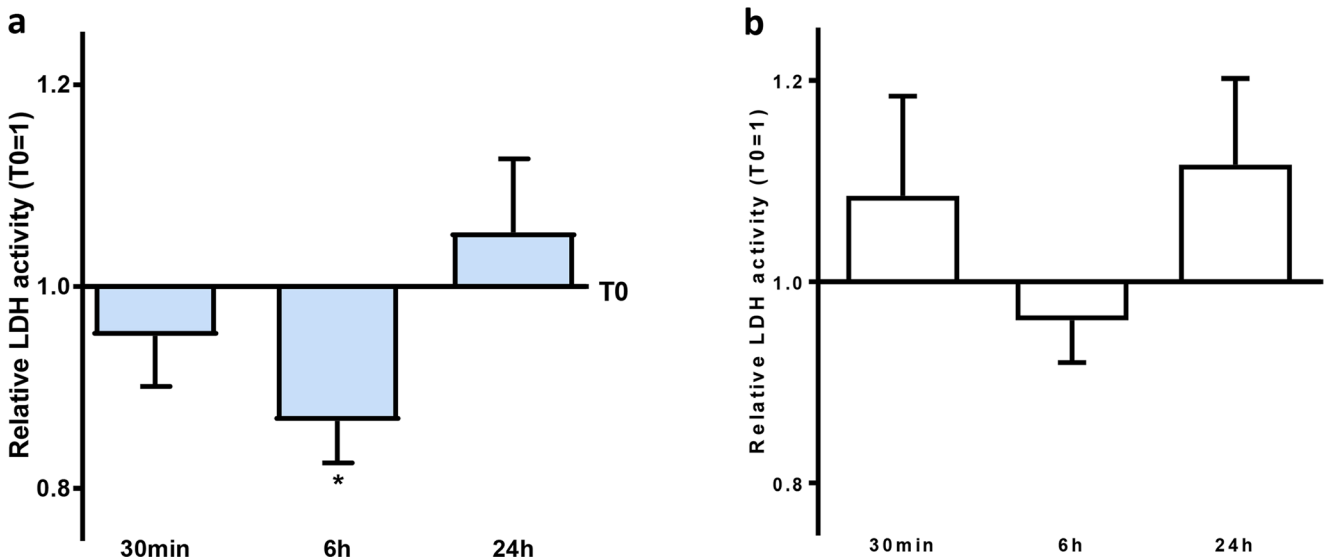 a
Relative LDH activity (T0=1)
1.2
1.0
0.8
T0
*
30min
6h
24h
b
Relative LDH activity (T0=1)
1.2
1.0
0.8
30min
6h
24h